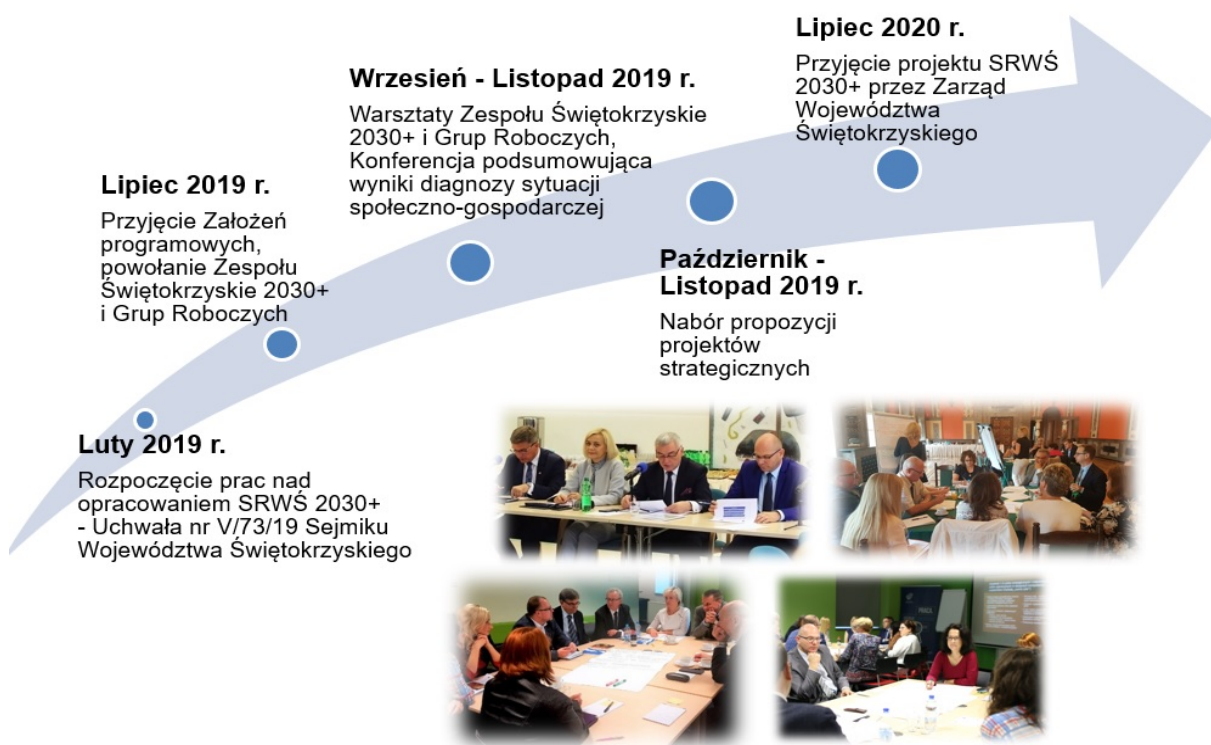 Luty 2019 r.
Rozpoczęcie prac nad
opracowaniem SRWŚ 2030+
- Uchwała nr V/73/19 Sejmiku
Województwa Świętokrzyskiego
Lipiec 2019 r.
Przyjęcie Założeń
programowych,
powołanie Zespołu
Świętokrzyskie 2030+
i Grup Roboczych
Wrzesień - Listopad 2019 r.
Warsztaty Zespołu Świętokrzyskie
2030+ i Grup Roboczych,
Konferencja podsumowująca
wyniki diagnozy sytuacji
społeczno-gospodarczej
Październik -
Listopad 2019 r.
Nabór propozycji
projektów
strategicznych
Lipiec 2020 r.
Przyjęcie projektu SRWŚ
2030+ przez Zarząd
Województwa
Świętokrzyskiego